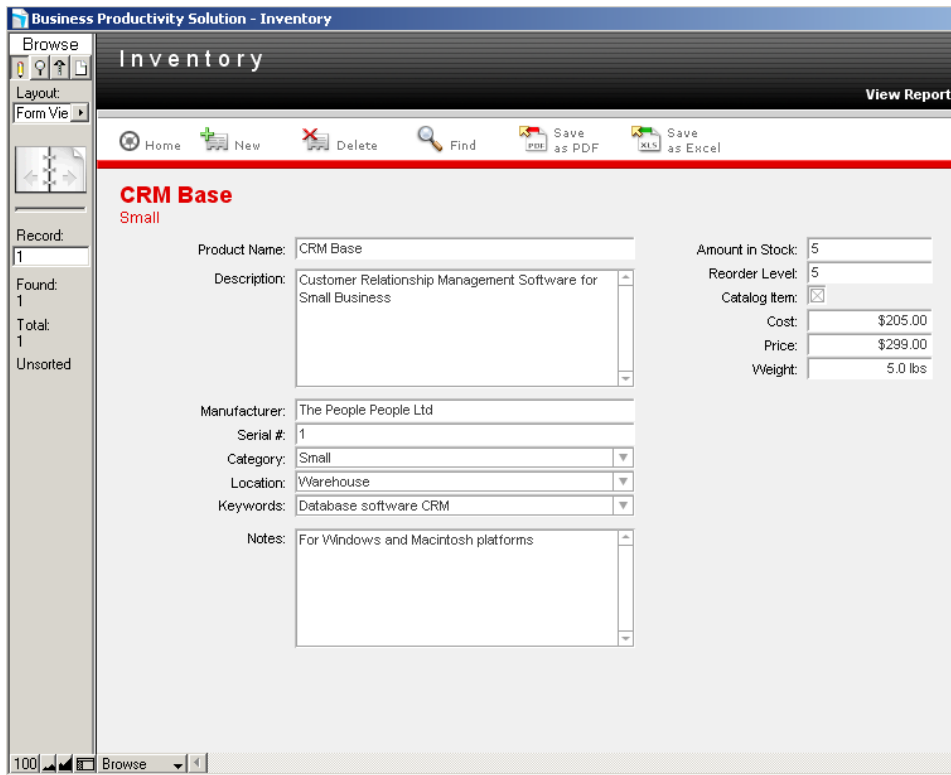 Business Productivity Solution - Inventory
Browse
Layout:
Form Vie
Record:
1
Found:
1
Total:
1
Unsorted
Inventory
View Report
Home
New
Delete
Find
PDF
Save
as PDF
XLS
Save
as Excel
CRM Base
Small
Product Name: CRM Base
Description: Customer Relationship Management Software for
Small Business
Manufacturer: The People People Ltd
Serial #: 1
Category: Small
Location: Warehouse
Keywords: Database software CRM
Notes: For Windows and Macintosh platforms
Amount in Stock: 5
Reorder Level: 5
Catalog Item:
Cost: $205.00
Price: $299.00
Weight: 5.0 lbs
100 Browse